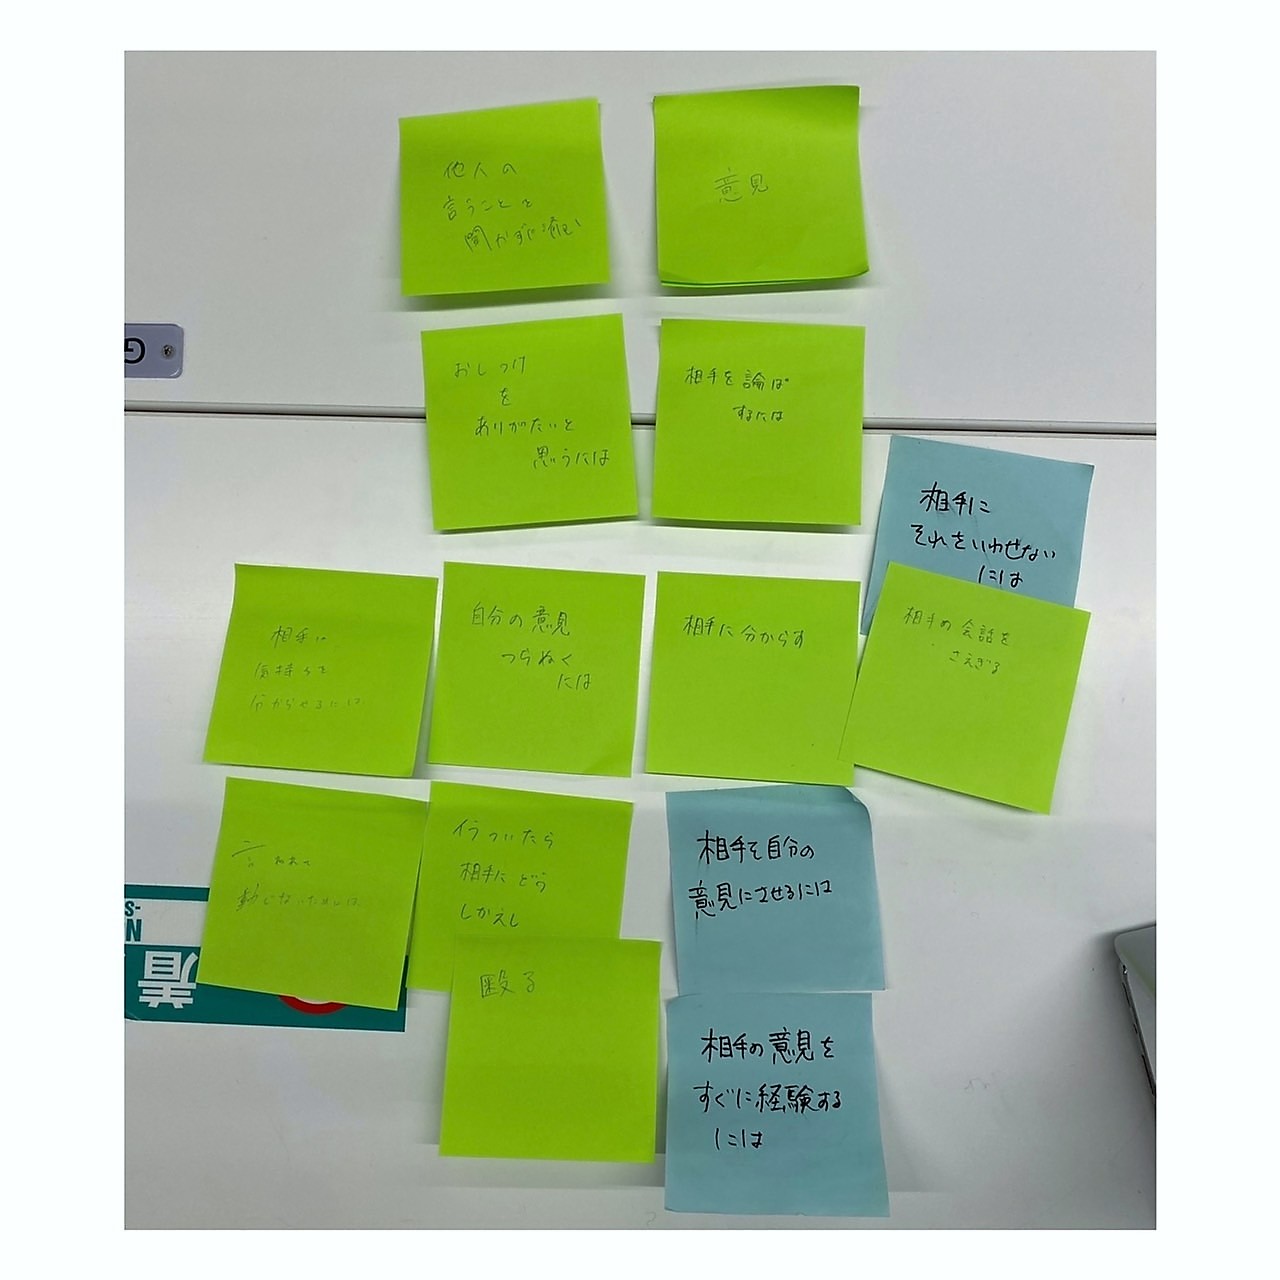 他人の
言うことを
聞かずに
意見
おしつけ
を
ありがたいと
思うには
相手を論ぱ
するには
相手に
それをいわせない
には
相手に
気持ちを
分からせるには
自分の意見
つらぬく
には
相手に分からす
相手の会話を
さえぎる
言われて
動じないためには
イラついたら
相手にどう
しかえし
殴る
相手を自分の
意見にさせるには
相手の意見を
すぐに経験する
には
G
S-
N
着